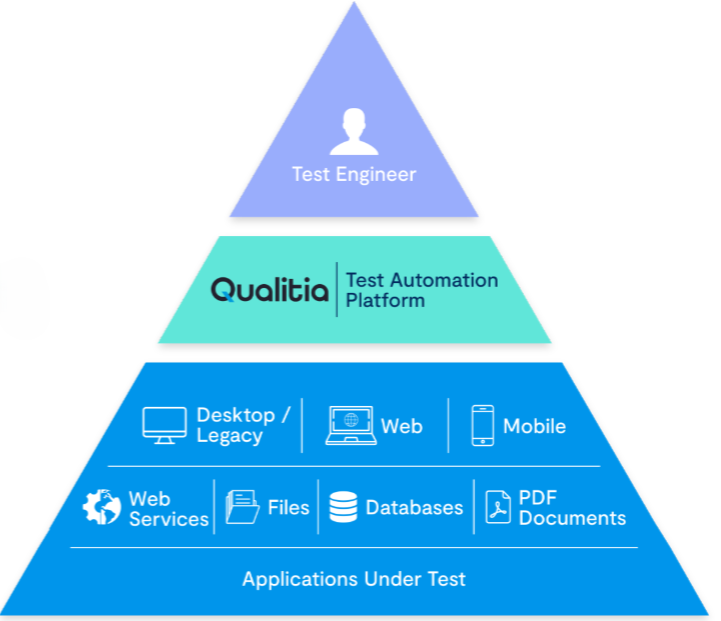 Test Engineer
Qualitia
Test Automation
Platform
Desktop /
Legacy
Web
Mobile
Web
Services
Files
Databases
PDF
Documents
Applications Under Test